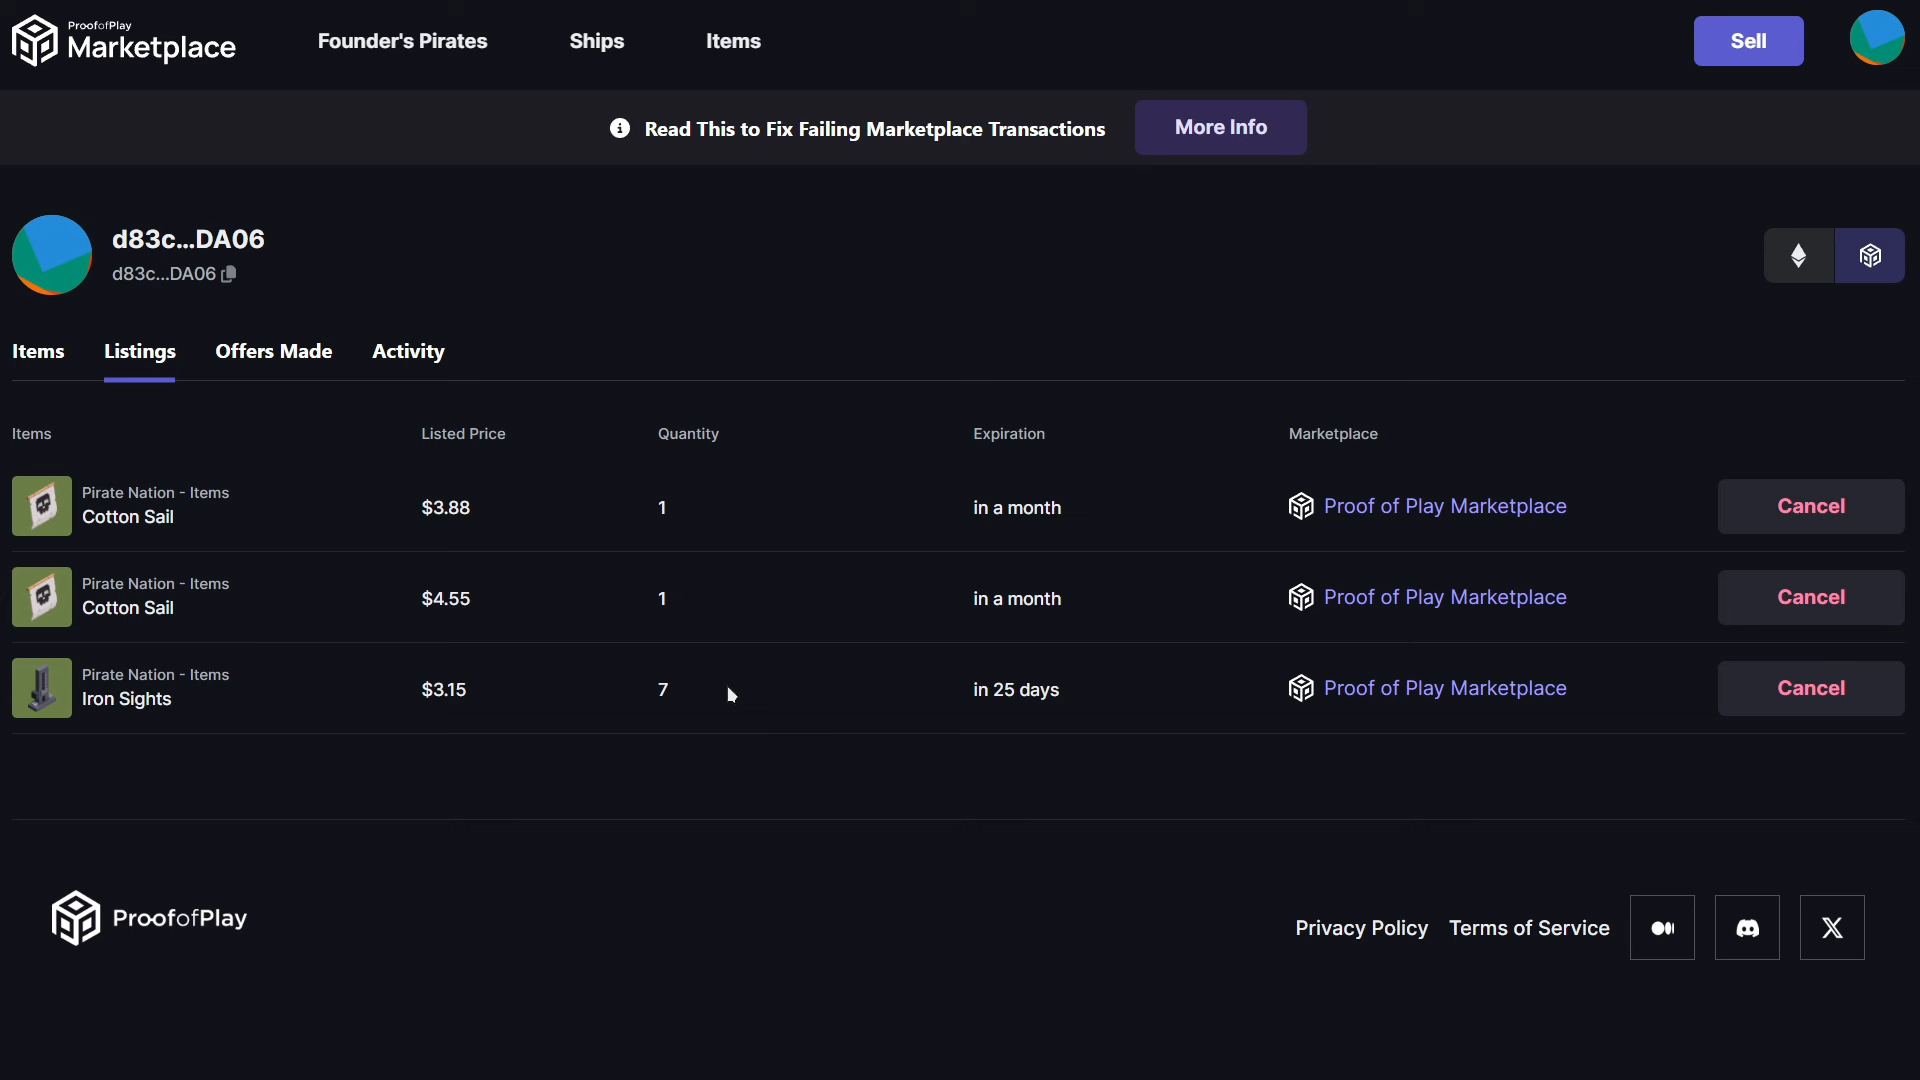 ProofofPlay
Marketplace
Founder's Pirates
Ships
Items
Sell
Read This to Fix Failing Marketplace Transactions
More Info
d83c...DA06
d83c...DA06
Items
Listings
Offers Made
Activity
Items
Listed Price
Quantity
Expiration
Marketplace
Pirate Nation - Items
Cotton Sail
$3.88
1
in a month
Proof of Play Marketplace
Cancel
Pirate Nation - Items
Cotton Sail
$4.55
1
in a month
Proof of Play Marketplace
Cancel
Pirate Nation - Items
Iron Sights
$3.15
7
in 25 days
Proof of Play Marketplace
Cancel
ProofofPlay
Privacy Policy
Terms of Service